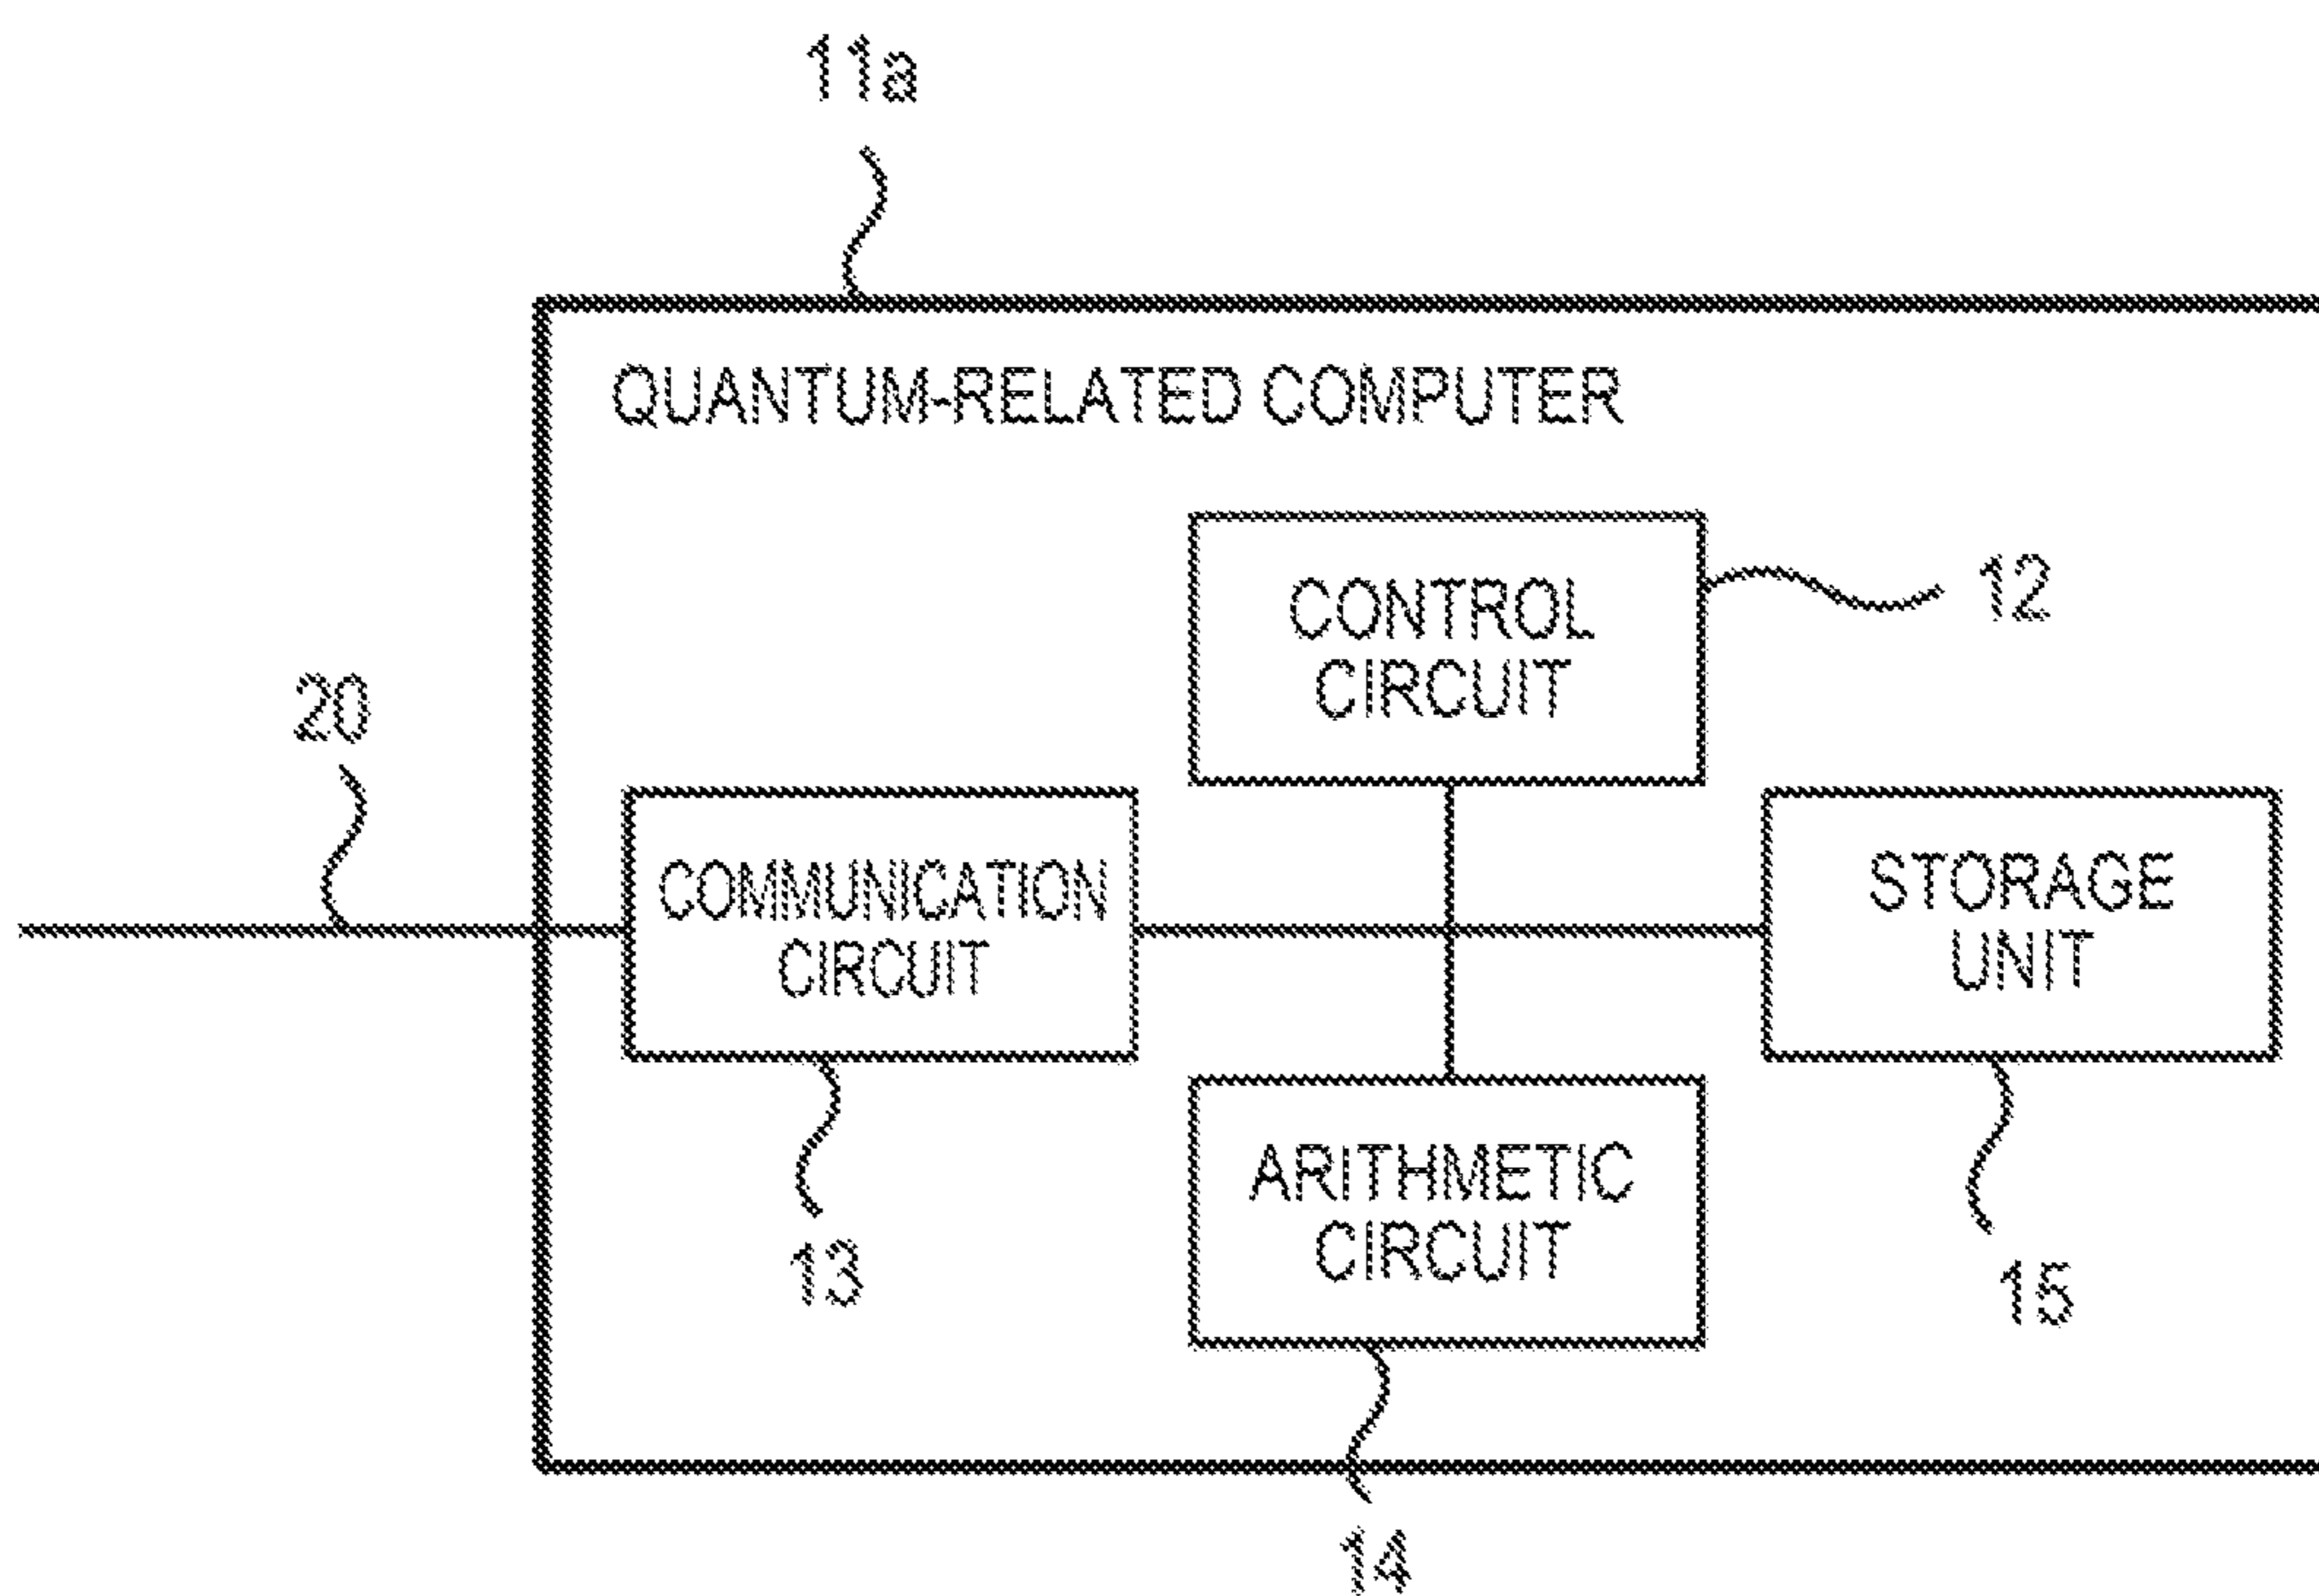 11a
QUANTUM-RELATED COMPUTER
CONTROL
CIRCUIT
12
20
COMMUNICATION
CIRCUIT
STORAGE
UNIT
13
ARITHMETIC
CIRCUIT
15
14